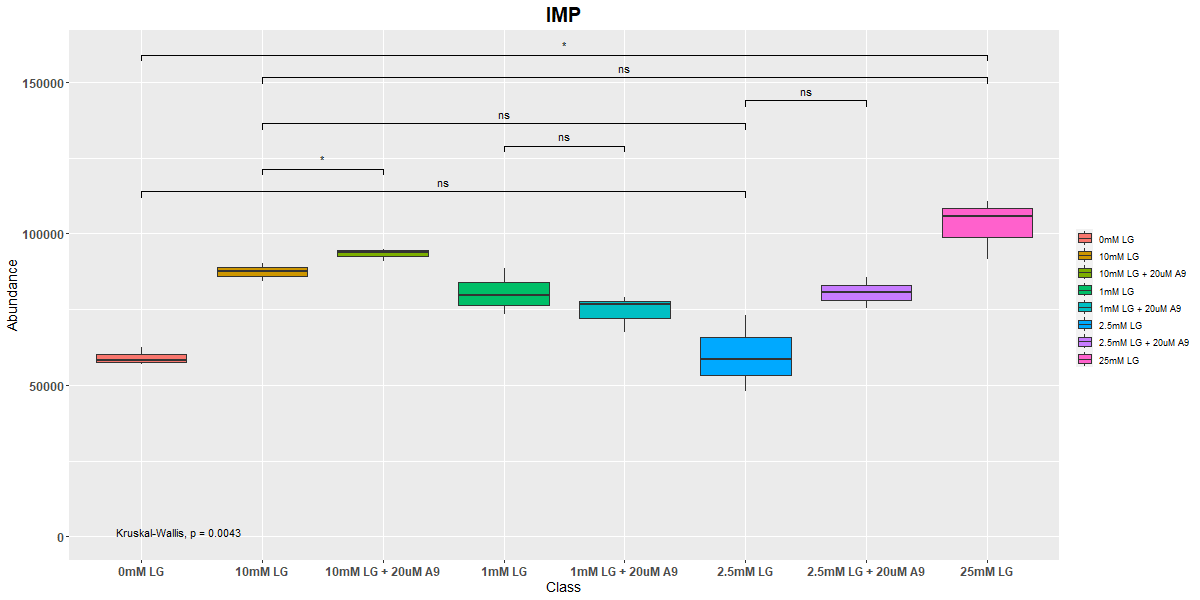 IMP
*
ns
ns
ns
ns
*
ns
150000
100000
50000
0
Abundance
Kruskal-Wallis, p = 0.0043
0mM LG
10mM LG
10mM LG + 20uM A9
1mM LG
1mM LG + 20uM A9
2.5mM LG
2.5mM LG + 20uM A9
25mM LG
Class
0mM LG
10mM LG
10mM LG + 20uM A9
1mM LG
1mM LG + 20uM A9
2.5mM LG
2.5mM LG + 20uM A9
25mM LG